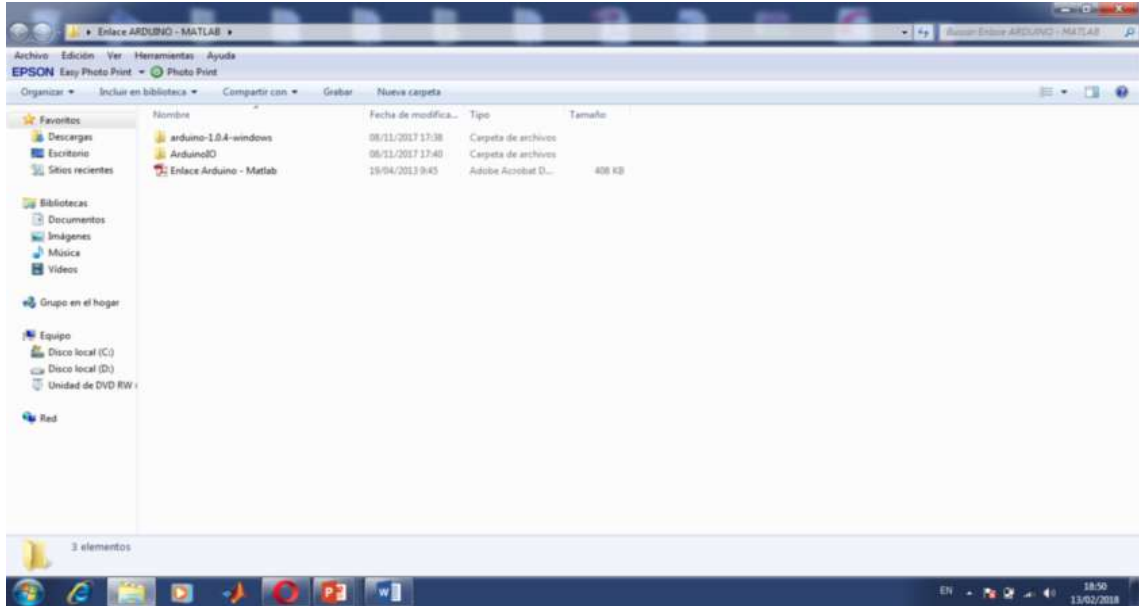 Enlace ARDUINO - MATLAB
Buscar Enlace ARDUINO - MATLAB
Archivo Edición Ver Herramientas Ayuda
EPSON Easy Photo Print Photo Print
Organizar Incluir en biblioteca Compartir con Grabar Nueva carpeta
Nombre Fecha de modifica... Tipo Tamaño
Favoritos
Descargas
Escritorio
Sitios recientes
Bibliotecas
Documentos
Imágenes
Música
Vídeos
Grupo en el hogar
Equipo
Disco local (C:)
Disco local (D:)
Unidad de DVD RW
Red
arduino-1.0.4-windows 08/11/2017 17:38 Carpeta de archivos
ArduinoIO 08/11/2017 17:40 Carpeta de archivos
Enlace Arduino - Matlab 19/04/2013 9:45 Adobe Acrobat D... 408 KB
3 elementos
EN
18:50
13/02/2018